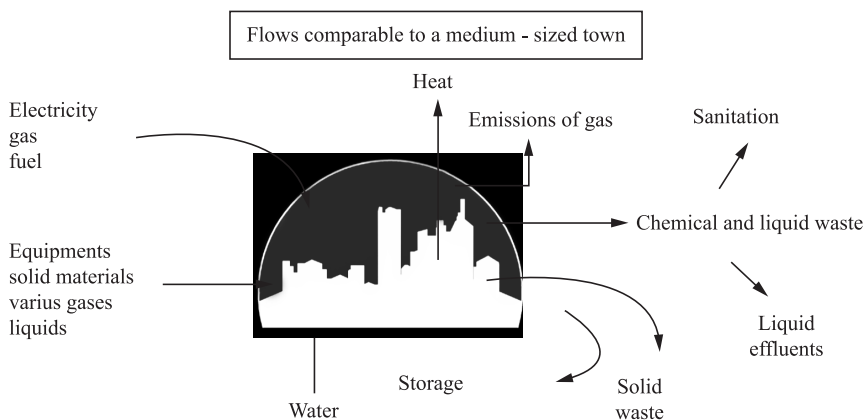 Flows comparable to a medium - sized town
Heat
Electricity
gas
fuel
Emissions of gas
Sanitation
Equipments
solid materials
varius gases
liquids
Chemical and liquid waste
Liquid
effluents
Storage
Solid
waste
Water